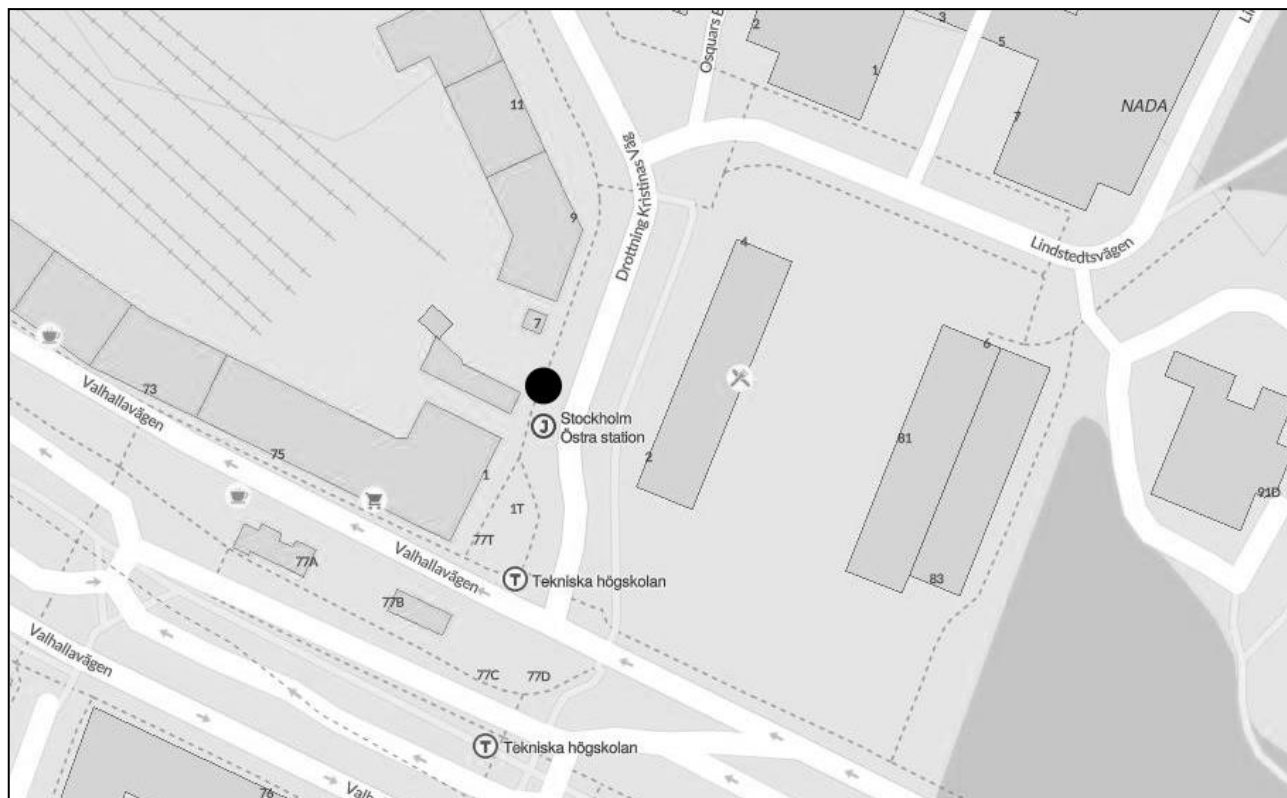 2
3
5
1
Osquars B
11
7
NADA
Drottning Kristinas Väg
9
4
Lindstedtsvägen
7
6
73
Valhallavägen
J
Stockholm
Östra station
81
75
1
2
91D
1T
77T
Valhallavägen
77A
T
Tekniska högskolan
83
77B
Valhallavägen
77C
77D
T
Tekniska högskolan
76